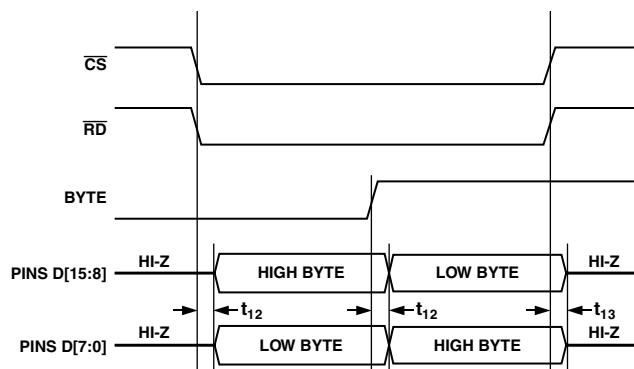 CS
RD
BYTE
PINS D[15:8] HI-Z HIGH BYTE LOW BYTE HI-Z
t12 t12 t13
PINS D[7:0] HI-Z LOW BYTE HIGH BYTE HI-Z